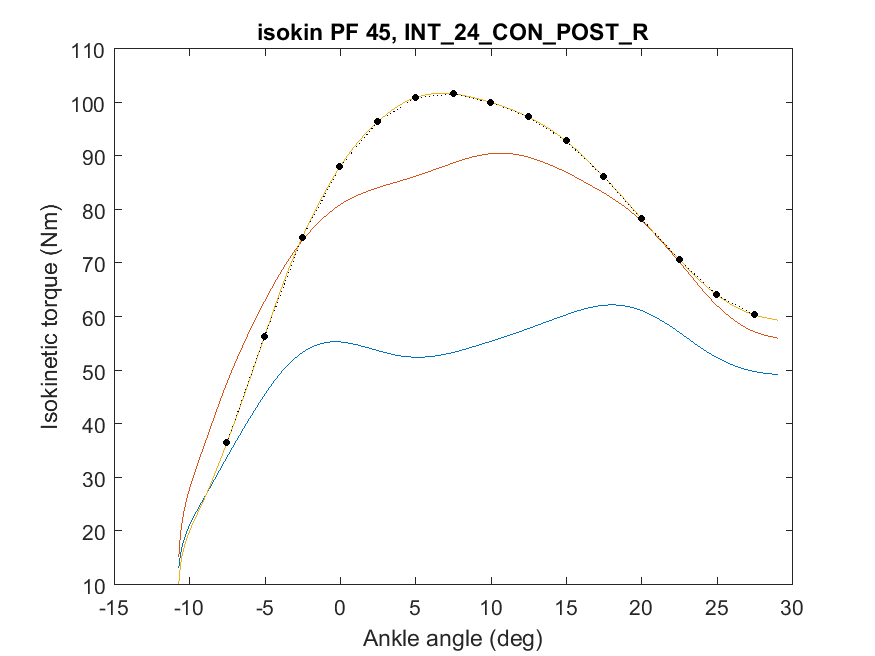 isokin PF 45, INT_24_CON_POST_R
110
100
90
80
70
60
50
40
30
20
10
Isokinetic torque (Nm)
-15 -10 -5 0 5 10 15 20 25 30
Ankle angle (deg)